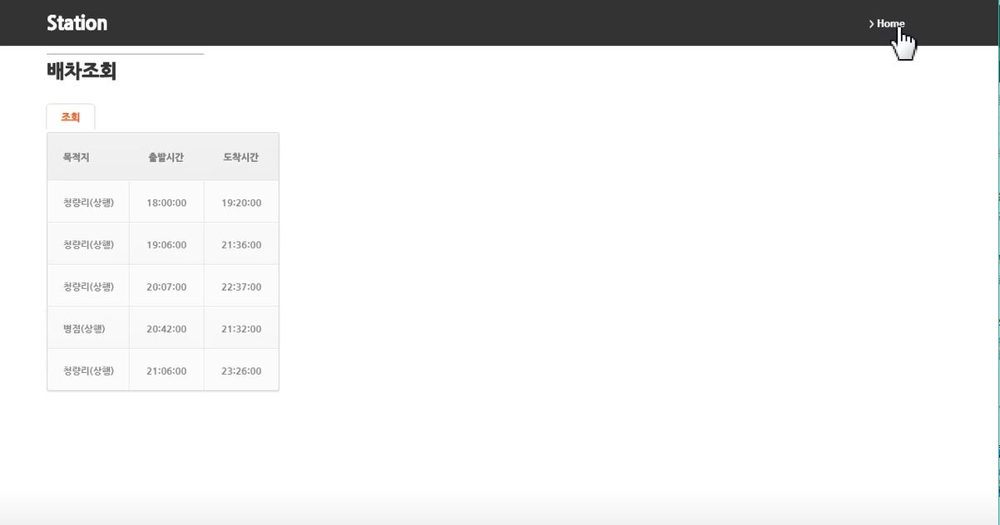 Station
> Home
배차조회
조회
목적지 출발시간 도착시간
청량리(상행) 18:00:00 19:20:00
청량리(상행) 19:06:00 21:36:00
청량리(상행) 20:07:00 22:37:00
병점(상행) 20:42:00 21:32:00
청량리(상행) 21:06:00 23:26:00